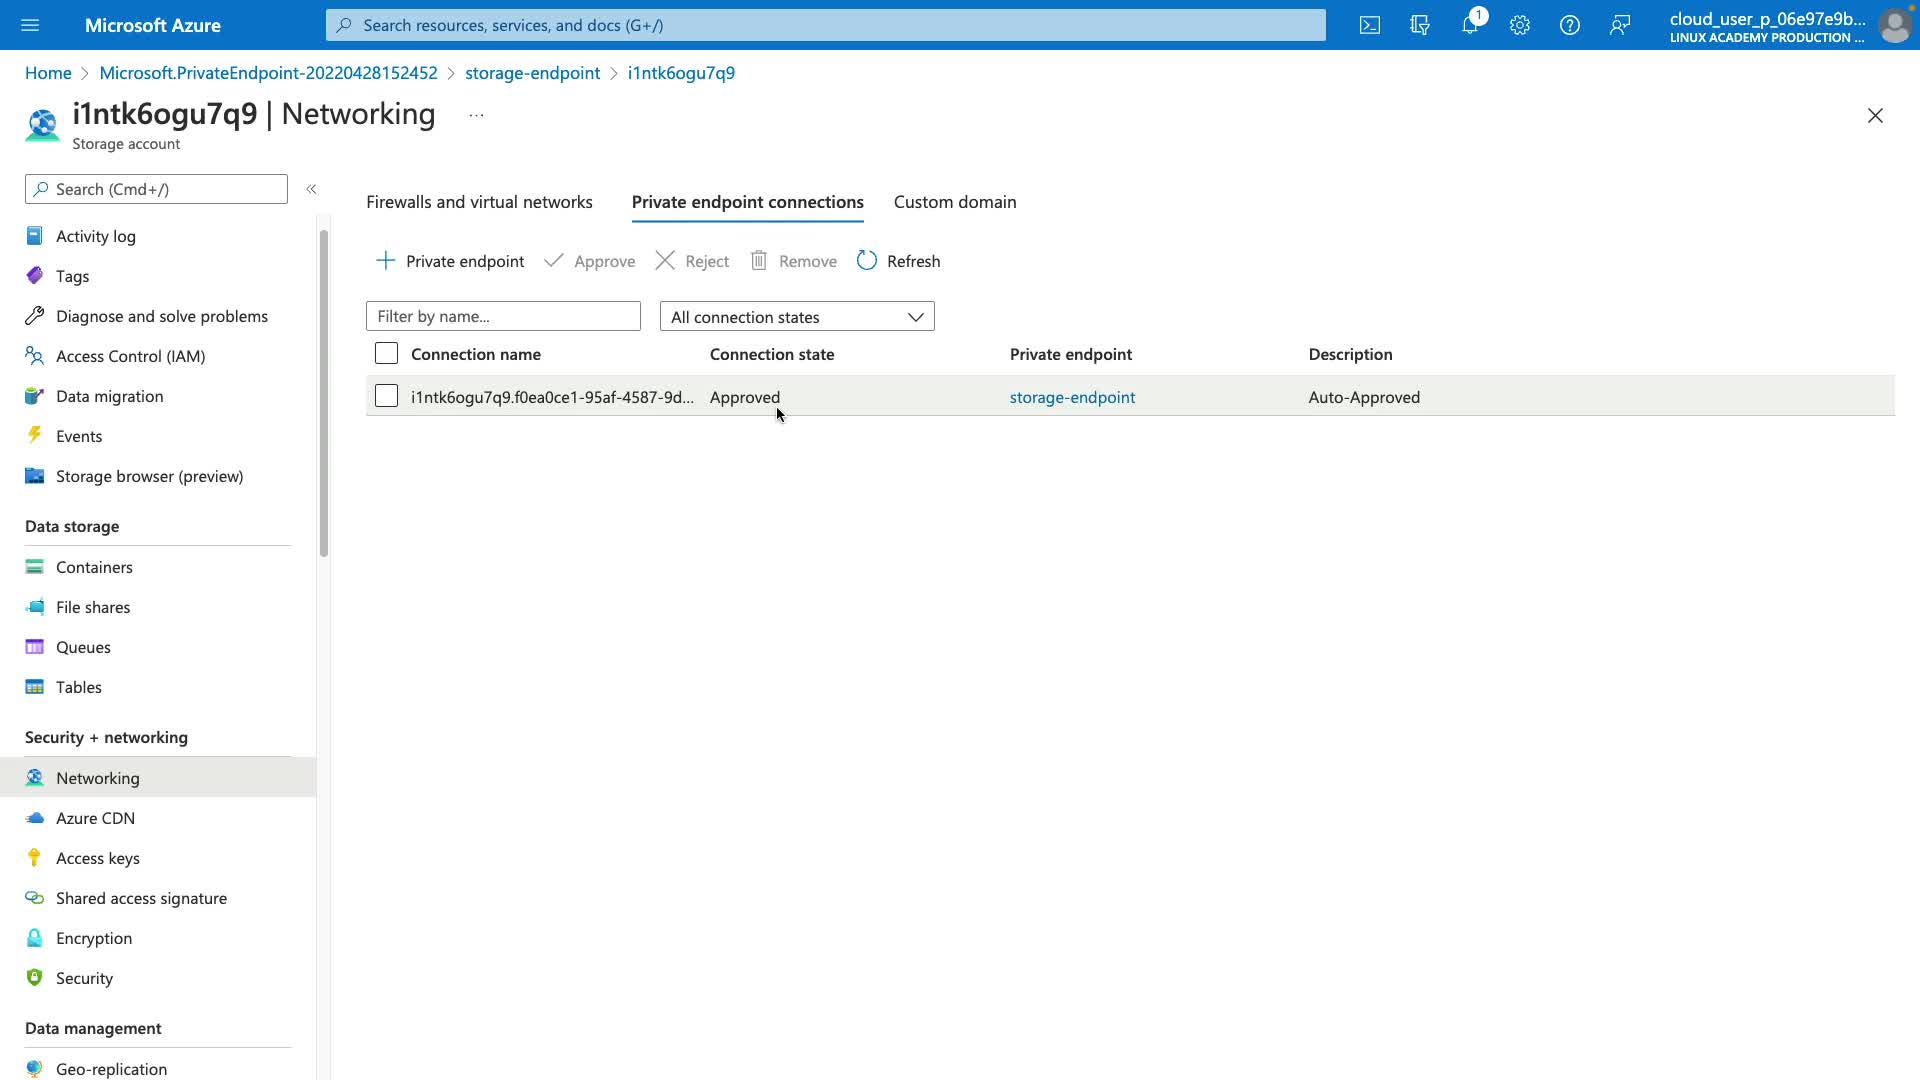 Microsoft Azure
Search resources, services, and docs (G+/)
1
cloud_user_p_06e97e9b...
LINUX ACADEMY PRODUCTION ...
Home > Microsoft.PrivateEndpoint-20220428152452 > storage-endpoint > i1ntk6ogu7q9
i1ntk6ogu7q9 | Networking ...
Storage account
Search (Cmd+/)
«
Activity log
Tags
Diagnose and solve problems
Access Control (IAM)
Data migration
Events
Storage browser (preview)
Data storage
Containers
File shares
Queues
Tables
Security + networking
Networking
Azure CDN
Access keys
Shared access signature
Encryption
Security
Data management
Geo-replication
Firewalls and virtual networks Private endpoint connections Custom domain
Private endpoint Approve Reject Remove Refresh
Filter by name... All connection states
Connection name Connection state Private endpoint Description
i1ntk6ogu7q9.f0ea0ce1-95af-4587-9d... Approved storage-endpoint Auto-Approved